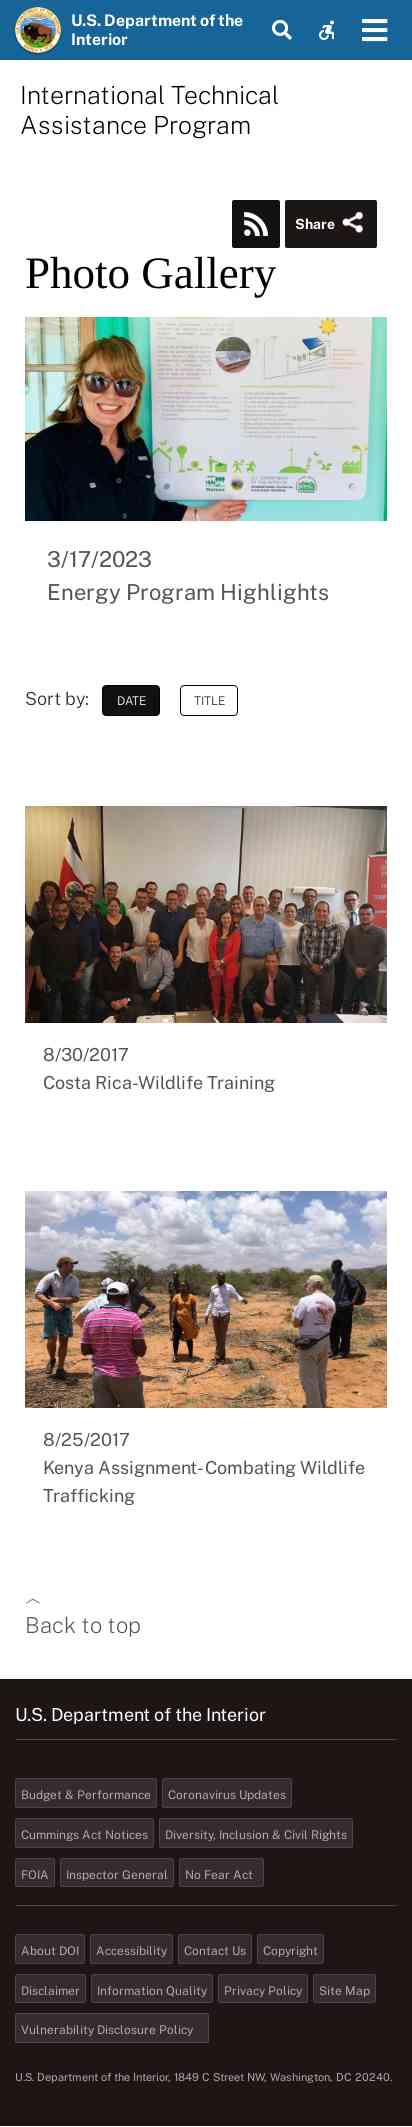 U.S. Department of the
Interior
International Technical
Assistance Program
Share
Photo Gallery
3/17/2023
Energy Program Highlights
Sort by:
DATE
TITLE
8/30/2017
Costa Rica-Wildlife Training
8/25/2017
Kenya Assignment-Combating Wildlife
Trafficking
Back to top
U.S. Department of the Interior
Budget & Performance
Coronavirus Updates
Cummings Act Notices
Diversity, Inclusion & Civil Rights
FOIA
Inspector General
No Fear Act
About DOI
Accessibility
Contact Us
Copyright
Disclaimer
Information Quality
Privacy Policy
Site Map
Vulnerability Disclosure Policy
U.S. Department of the Interior, 1849 C Street NW, Washington, DC 20240.